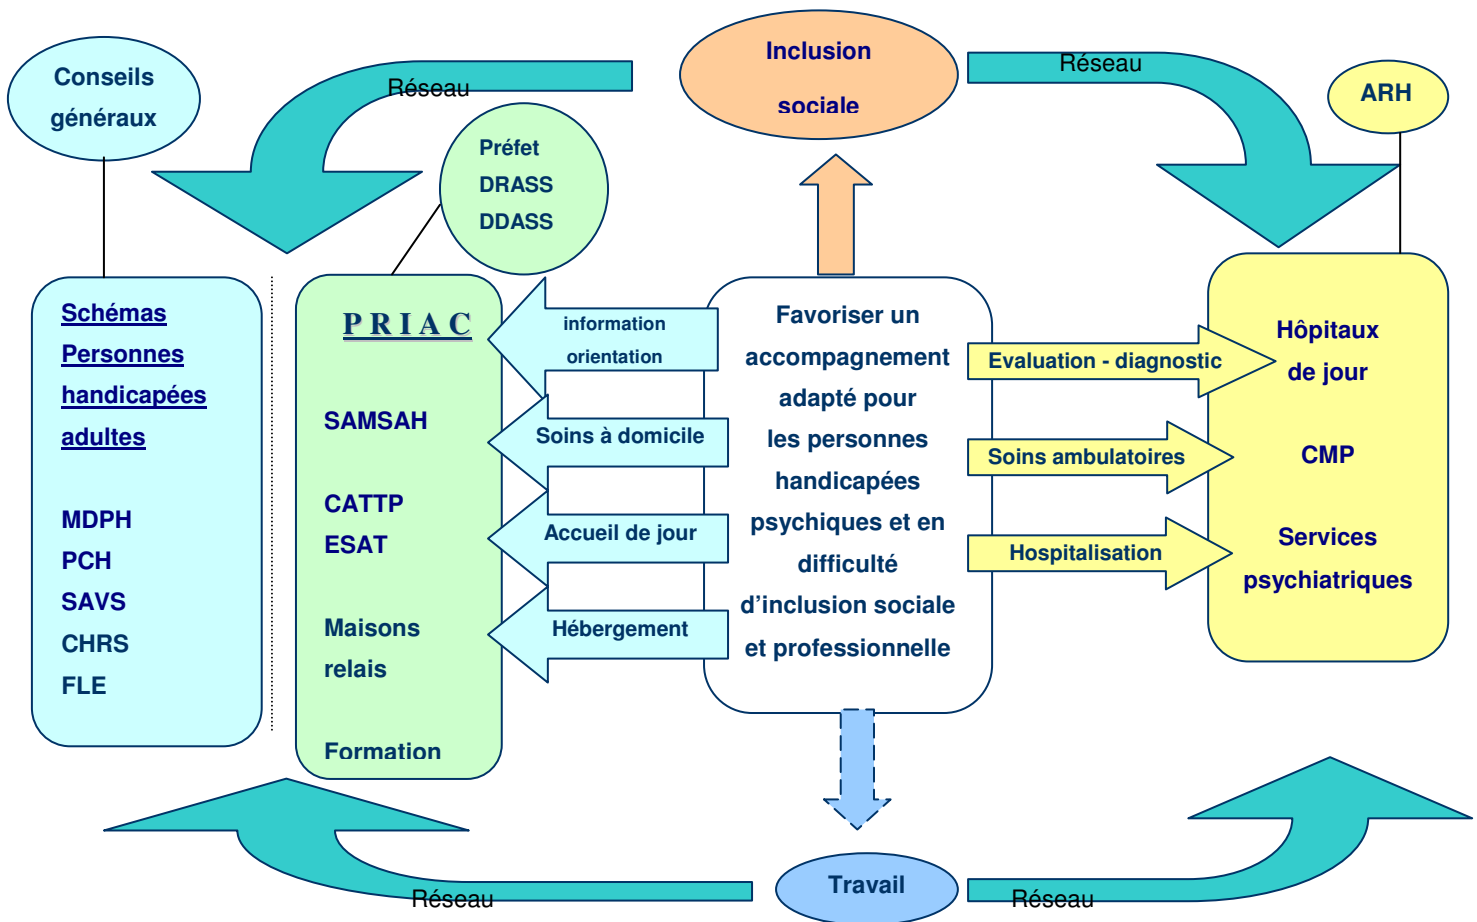 Inclusion
sociale
Réseau
Réseau
Conseils
généraux
ARH
Préfet
DRASS
DDASS
Schémas
Personnes
handicapées
adultes
MDPH
PCH
SAVS
CHRS
FLE
PRIAC
SAMSAH
CATTP
ESAT
Maisons
relais
Formation
information
orientation
Soins à domicile
Accueil de jour
Hébergement
Favoriser un
accompagnement
adapté pour
les personnes
handicapées
psychiques et en
difficulté
d’inclusion sociale
et professionnelle
Evaluation - diagnostic
Soins ambulatoires
Hospitalisation
Hôpitaux
de jour
CMP
Services
psychiatriques
Travail
Réseau
Réseau